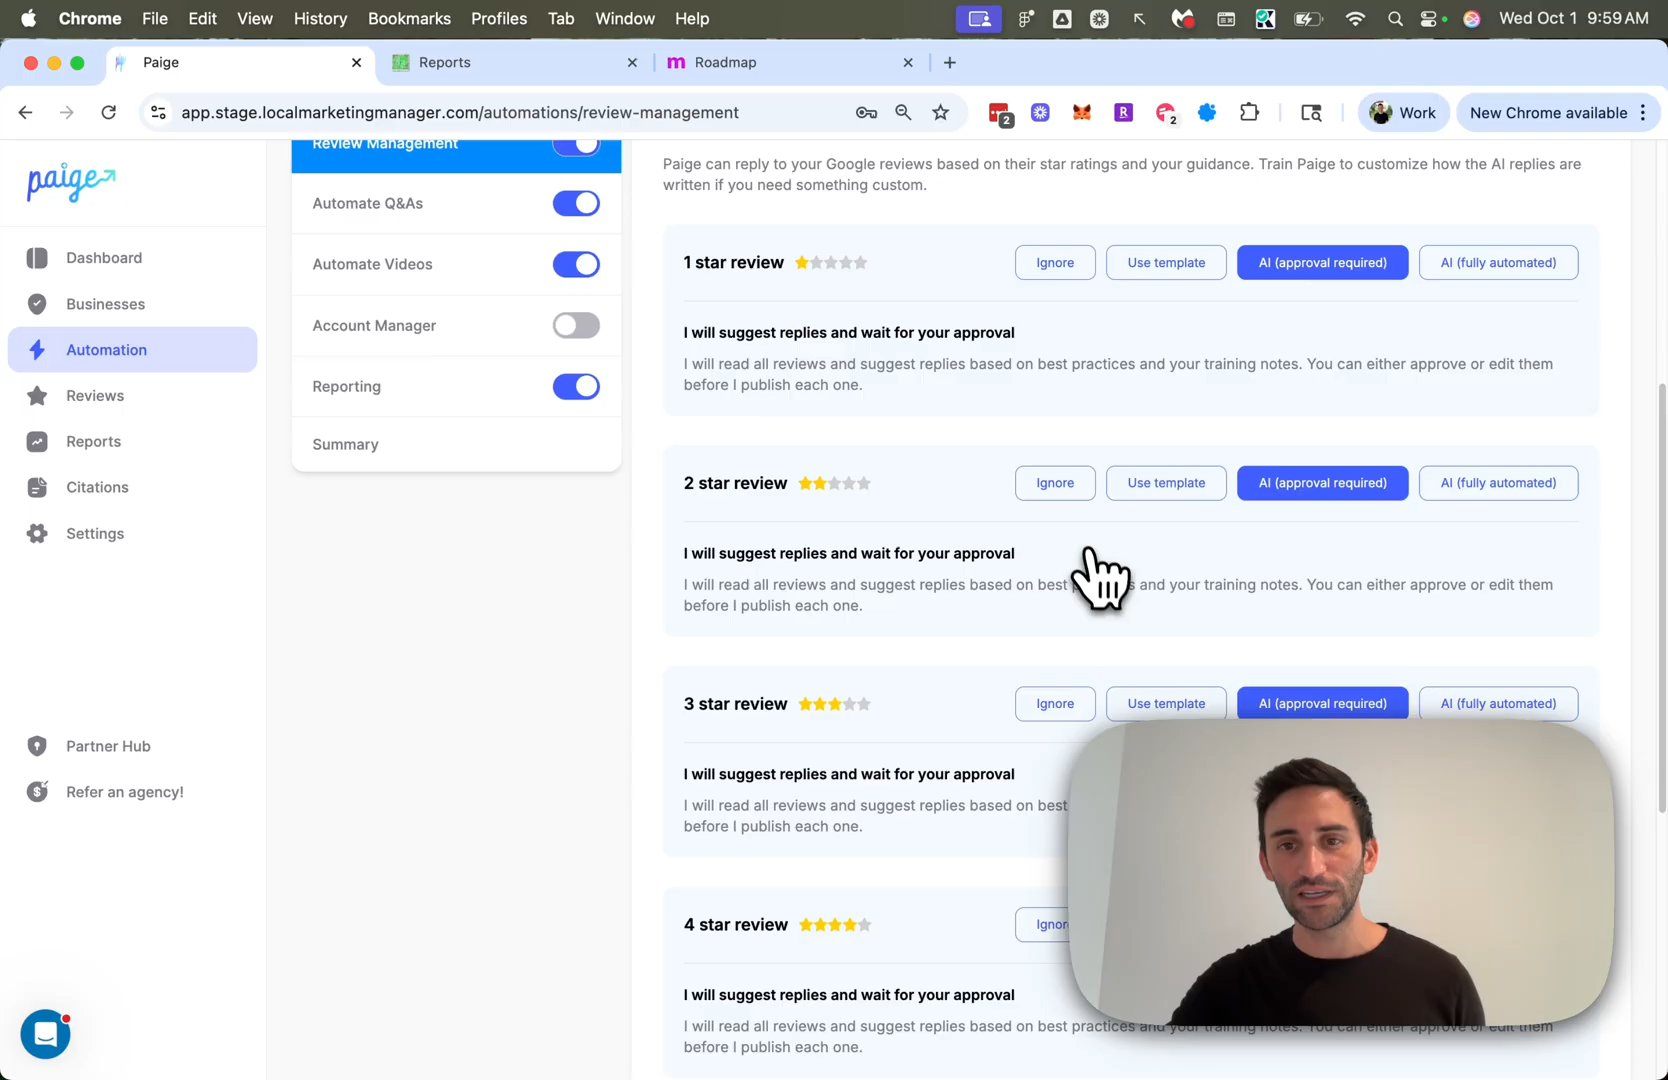 Chrome File Edit View History Bookmarks Profiles Tab Window Help Wed Oct 1 9:59 AM
Paige Reports Roadmap
app.stage.localmarketingmanager.com/automations/review-management 2 R 2 Work New Chrome available
paige
Dashboard
Businesses
Automation
Reviews
Reports
Citations
Settings
Partner Hub
Refer an agency!
Review Management
Automate Q&As
Automate Videos
Account Manager
Reporting
Summary
Paige can reply to your Google reviews based on their star ratings and your guidance. Train Paige to customize how the AI replies are
written if you need something custom.
1 star review Ignore Use template AI (approval required) AI (fully automated)
I will suggest replies and wait for your approval
I will read all reviews and suggest replies based on best practices and your training notes. You can either approve or edit them
before I publish each one.
2 star review Ignore Use template AI (approval required) AI (fully automated)
I will suggest replies and wait for your approval
I will read all reviews and suggest replies based on best and your training notes. You can either approve or edit them
before I publish each one.
3 star review Ignore Use template AI (approval required) AI (fully automated)
I will suggest replies and wait for your approval
I will read all reviews and suggest replies based on best
before I publish each one.
4 star review Ignore
I will suggest replies and wait for your approval
I will read all reviews and suggest replies based on best practices and your training notes. You can either approve or edit them
before I publish each one.